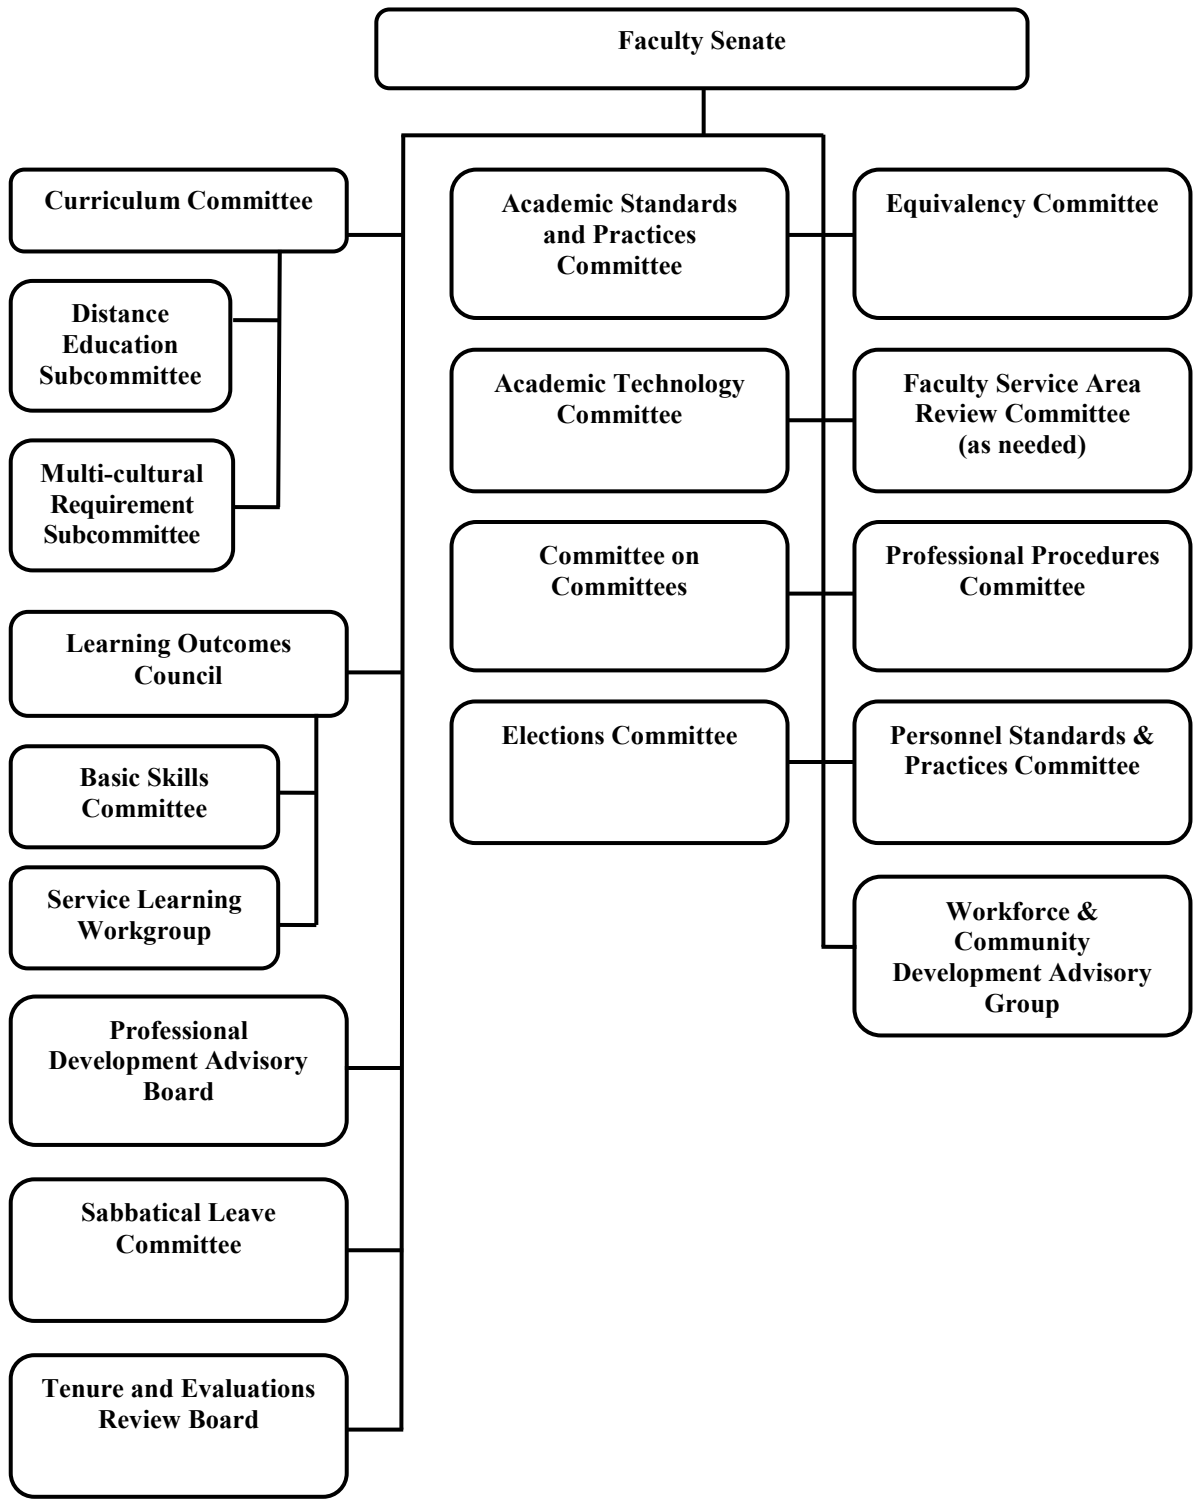 Faculty Senate
Curriculum Committee
Distance
Education
Subcommittee
Multi-cultural
Requirement
Subcommittee
Learning Outcomes
Council
Basic Skills
Committee
Service Learning
Workgroup
Professional
Development Advisory
Board
Sabbatical Leave
Committee
Tenure and Evaluations
Review Board
Academic Standards
and Practices
Committee
Academic Technology
Committee
Committee on
Committees
Elections Committee
Equivalency Committee
Faculty Service Area
Review Committee
(as needed)
Professional Procedures
Committee
Personnel Standards &
Practices Committee
Workforce &
Community
Development Advisory
Group